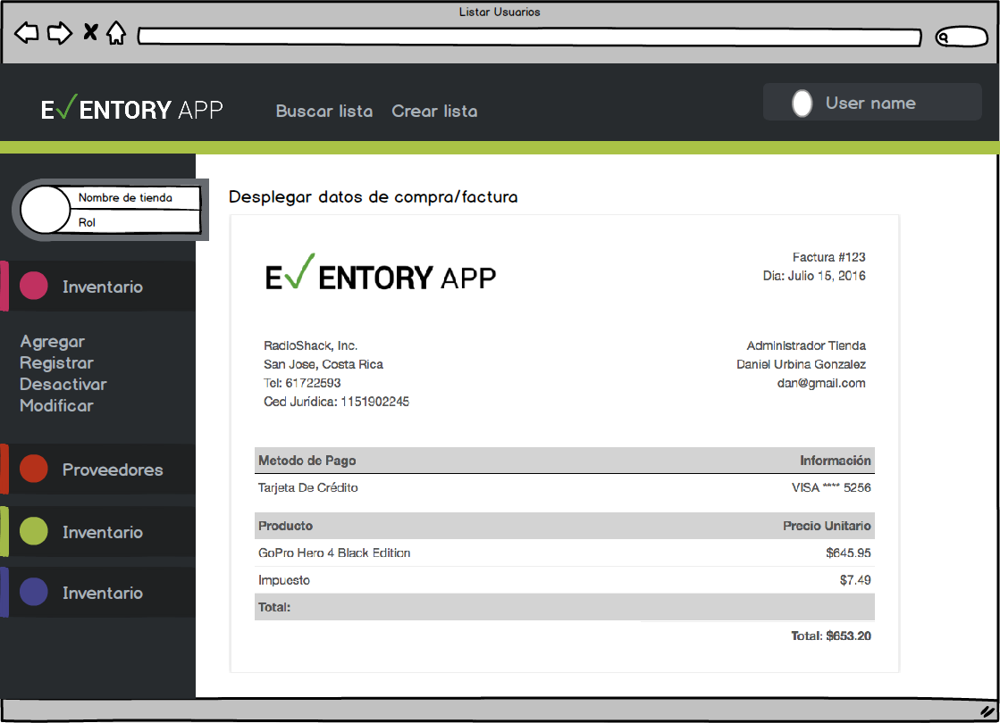 Listar Usuarios
E✓ENTORY APP
Buscar lista
Crear lista
User name
Nombre de tienda
Rol
Inventario
Agregar
Registrar
Desactivar
Modificar
Proveedores
Inventario
Inventario
Desplegar datos de compra/factura
E✓ENTORY APP
Factura #123
Dia: Julio 15, 2016
RadioShack, Inc.
San Jose, Costa Rica
Tel: 61722593
Ced Jurídica: 1151902245
Administrador Tienda
Daniel Urbina Gonzalez
dan@gmail.com
Metodo de Pago Información
Tarjeta De Crédito VISA **** 5256
Producto Precio Unitario
GoPro Hero 4 Black Edition $645.95
Impuesto $7.49
Total:
Total: $653.20